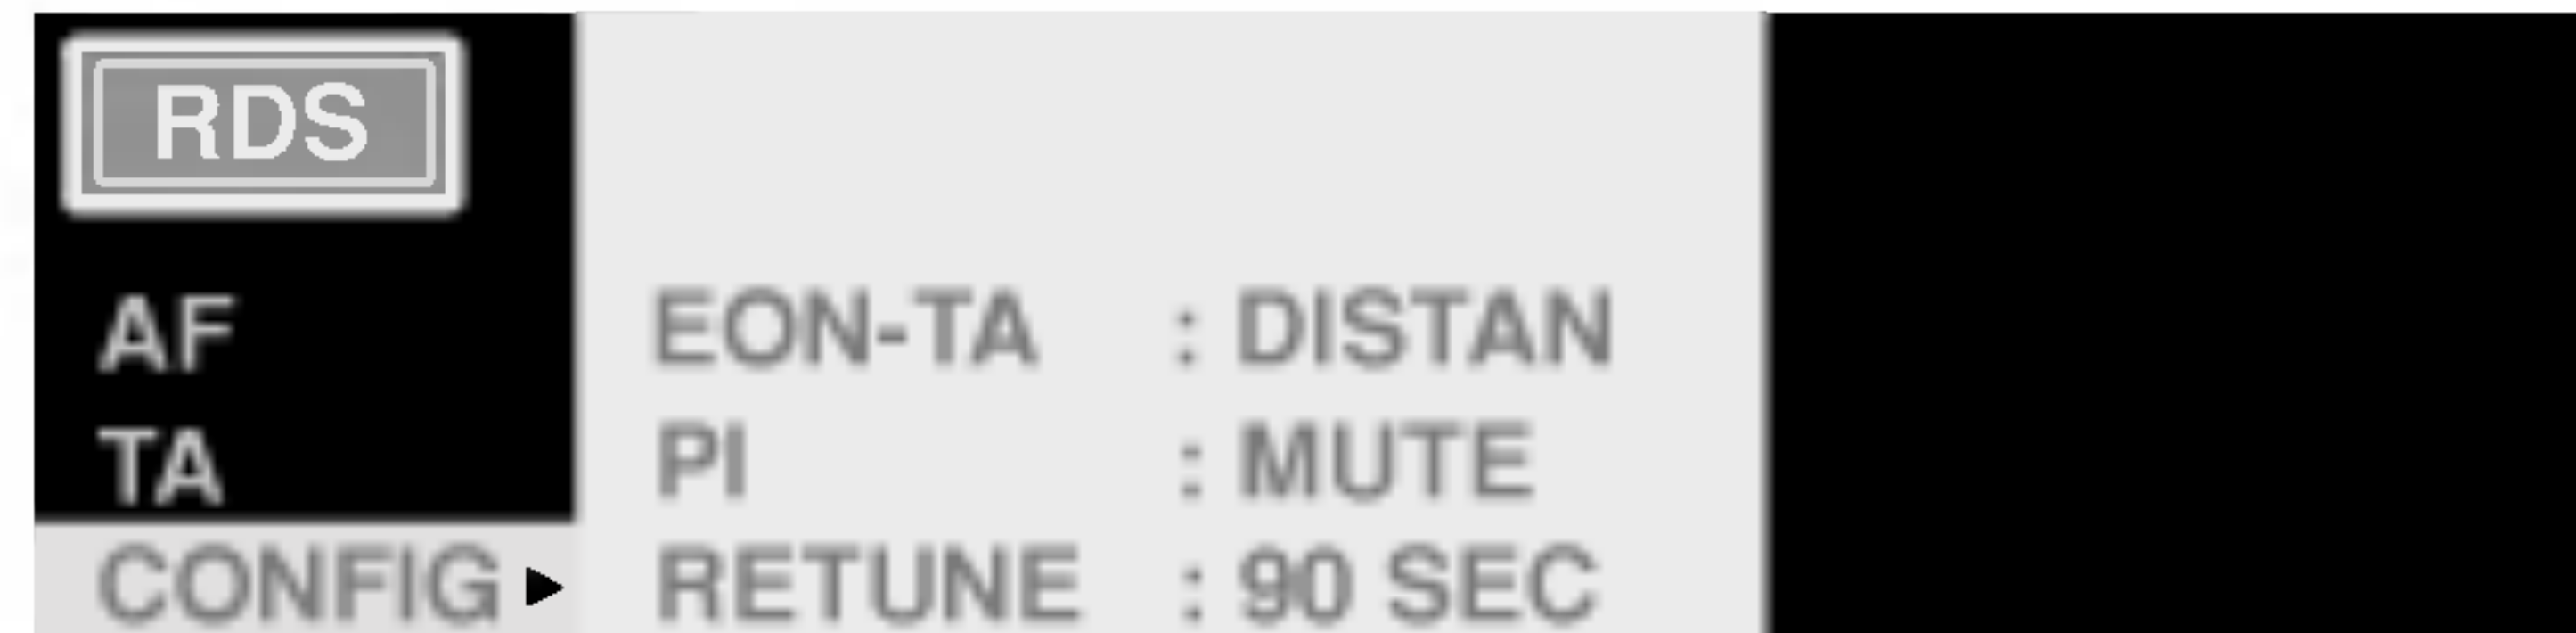 RDS
AF EON-TA : DISTAN
TA PI : MUTE
CONFIG RETUNE : 90 SEC